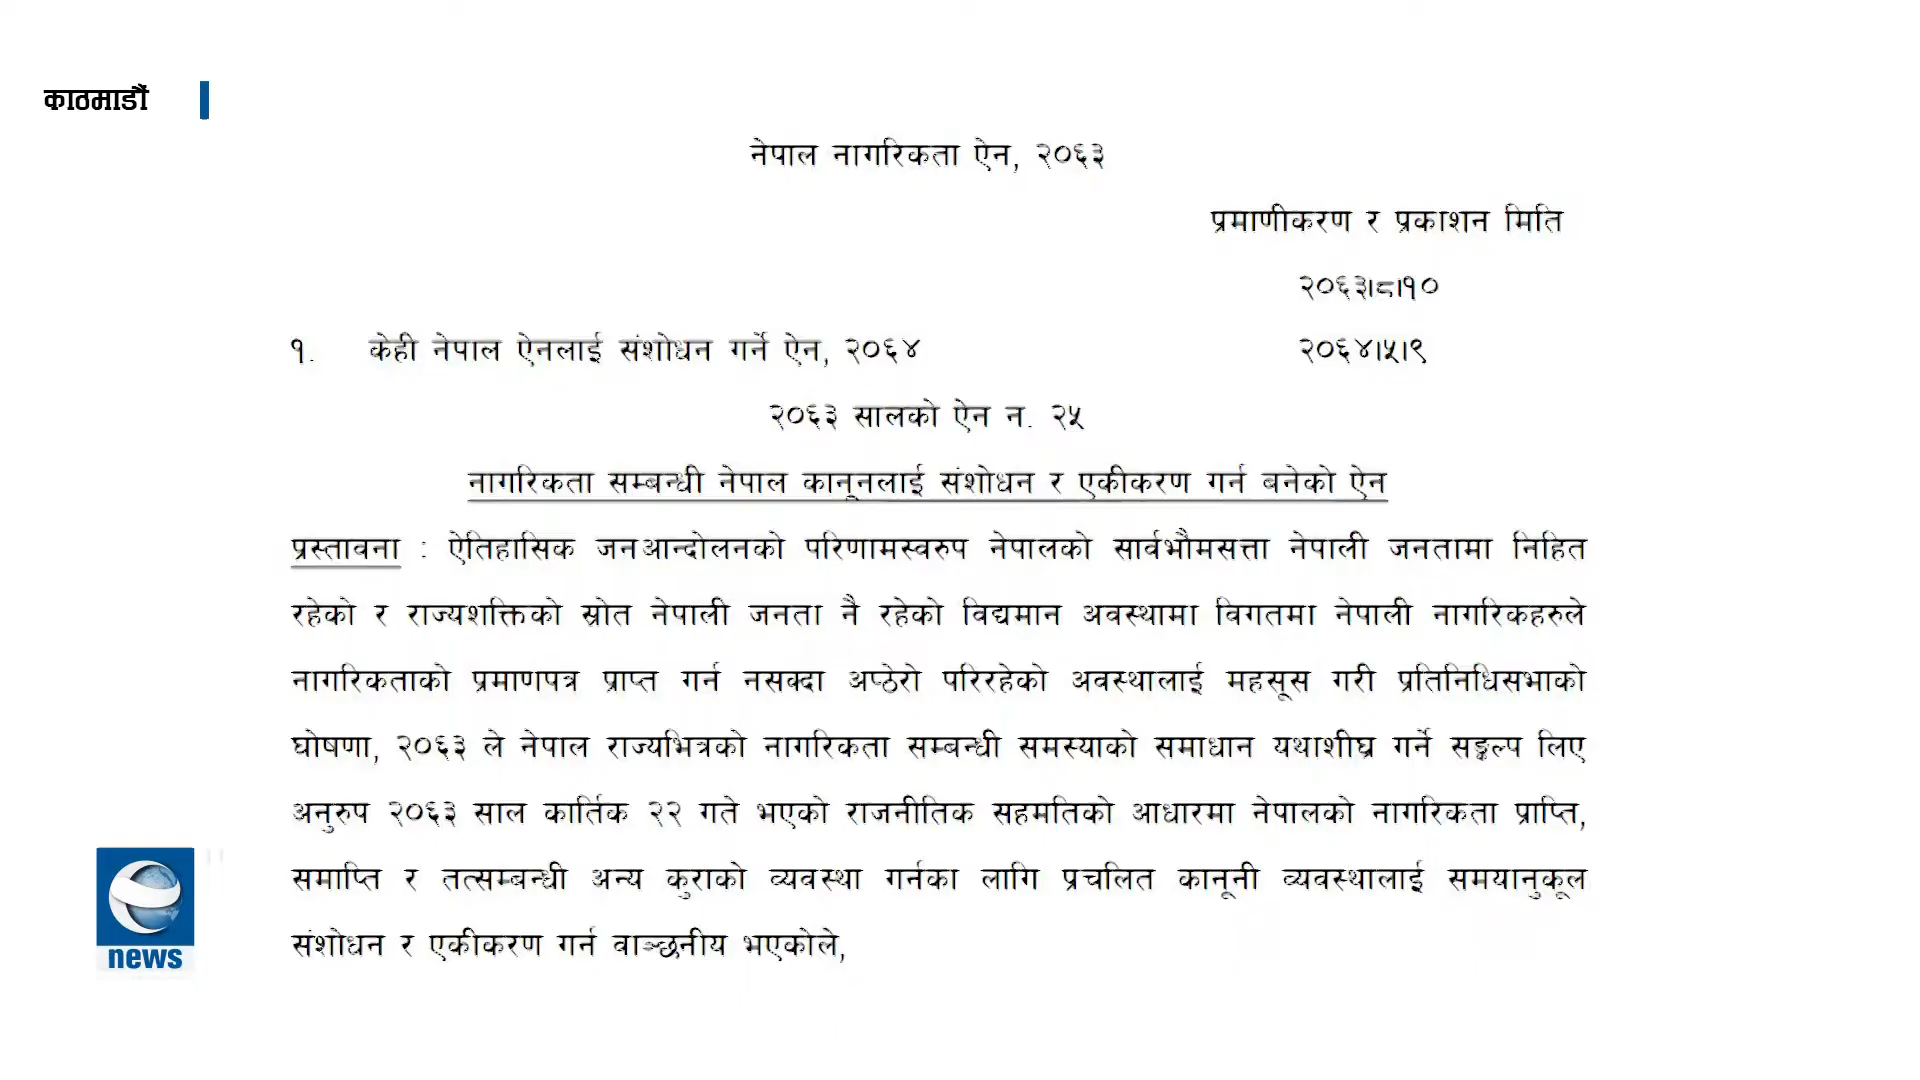 काठमाडौं
नेपाल नागरिकता ऐन, २०६३
प्रमाणीकरण र प्रकाशन मिति
२०६३।८।१०
१. केही नेपाल ऐनलाई संशोधन गर्ने ऐन, २०६४ २०६४।५।९
२०६३ सालको ऐन न. २५
नागरिकता सम्बन्धी नेपाल कानूनलाई संशोधन र एकीकरण गर्न बनेको ऐन
प्रस्तावना : ऐतिहासिक जनआन्दोलनको परिणामस्वरुप नेपालको सार्वभौमसत्ता नेपाली जनतामा निहित
रहेको र राज्यशक्तिको स्रोत नेपाली जनता नै रहेको विद्यमान अवस्थामा विगतमा नेपाली नागरिकहरुले
नागरिकताको प्रमाणपत्र प्राप्त गर्न नसक्दा अप्ठेरो परिरहेको अवस्थालाई महसूस गरी प्रतिनिधिसभाको
घोषणा, २०६३ ले नेपाल राज्यभित्रको नागरिकता सम्बन्धी समस्याको समाधान यथाशीघ्र गर्ने सङ्कल्प लिए
अनुरुप २०६३ साल कार्तिक २२ गते भएको राजनीतिक सहमतिको आधारमा नेपालको नागरिकता प्राप्ति,
समाप्ति र तत्सम्बन्धी अन्य कुराको व्यवस्था गर्नका लागि प्रचलित कानूनी व्यवस्थालाई समयानुकूल
संशोधन र एकीकरण गर्न वाञ्छनीय भएकोले,
news